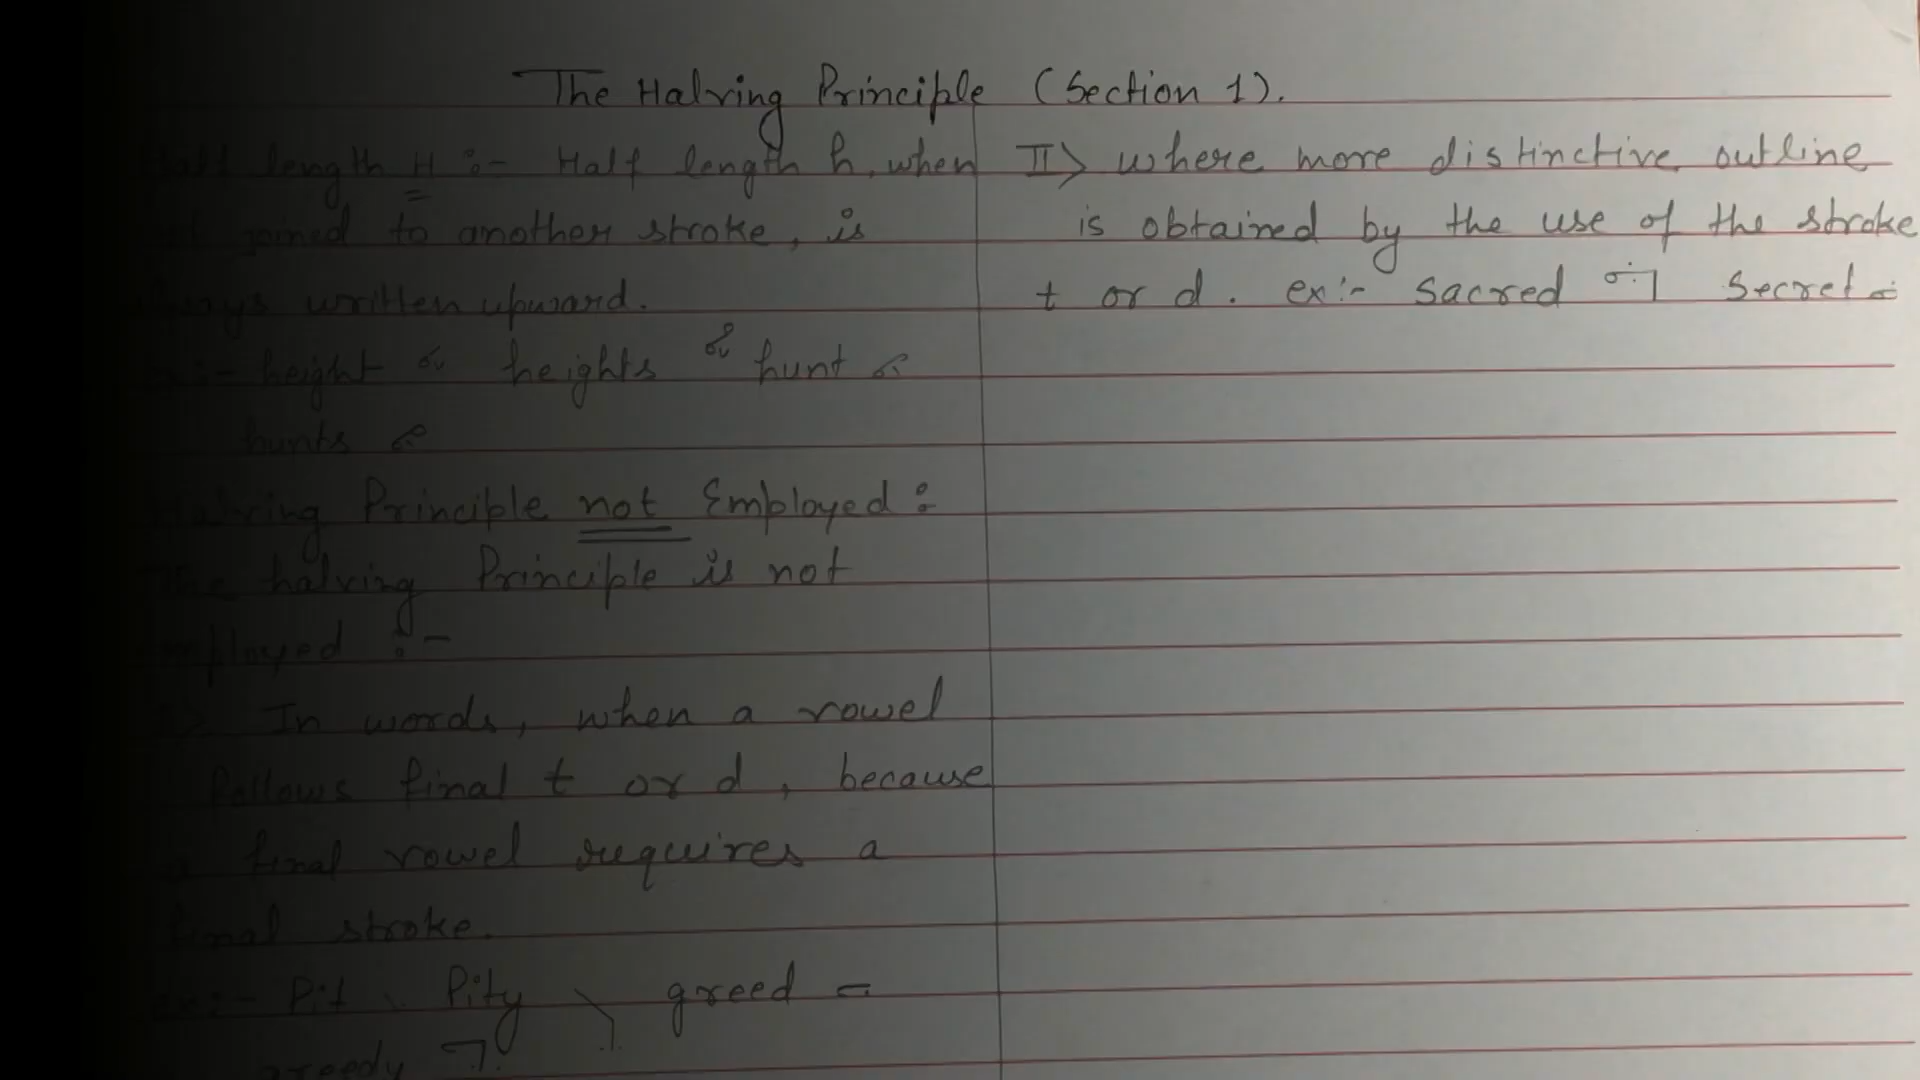 The Halving Principle (Section 1).
length H :- Half length h, when
joined to another stroke, is
written upward.
:- height heights hunt
hunts
Principle not Employed :
halving Principle is not
:-
In words, when a vowel
follows final t or d, because
final vowel requires a
final stroke.
:- Pit Pity greed
greedy
II> where more distinctive outline
is obtained by the use of the stroke
t or d. ex:- Sacred Secret